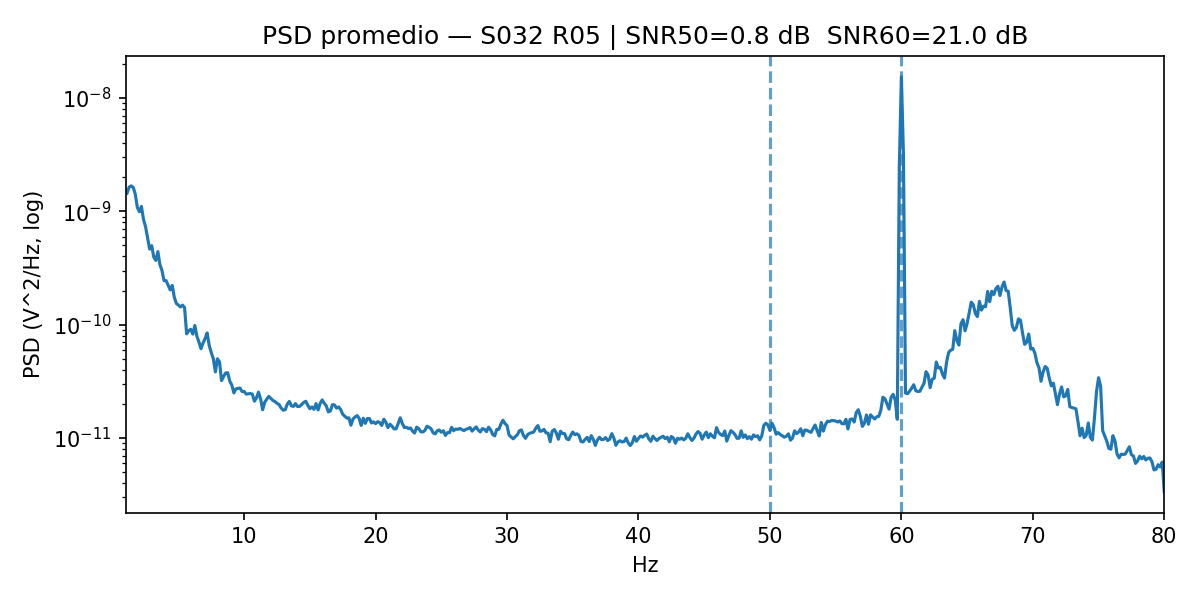 PSD promedio — S032 R05 | SNR50=0.8 dB  SNR60=21.0 dB
PSD (V^2/Hz, log)
10⁻⁸
10⁻⁹
10⁻¹⁰
10⁻¹¹
10 20 30 40 50 60 70 80
Hz